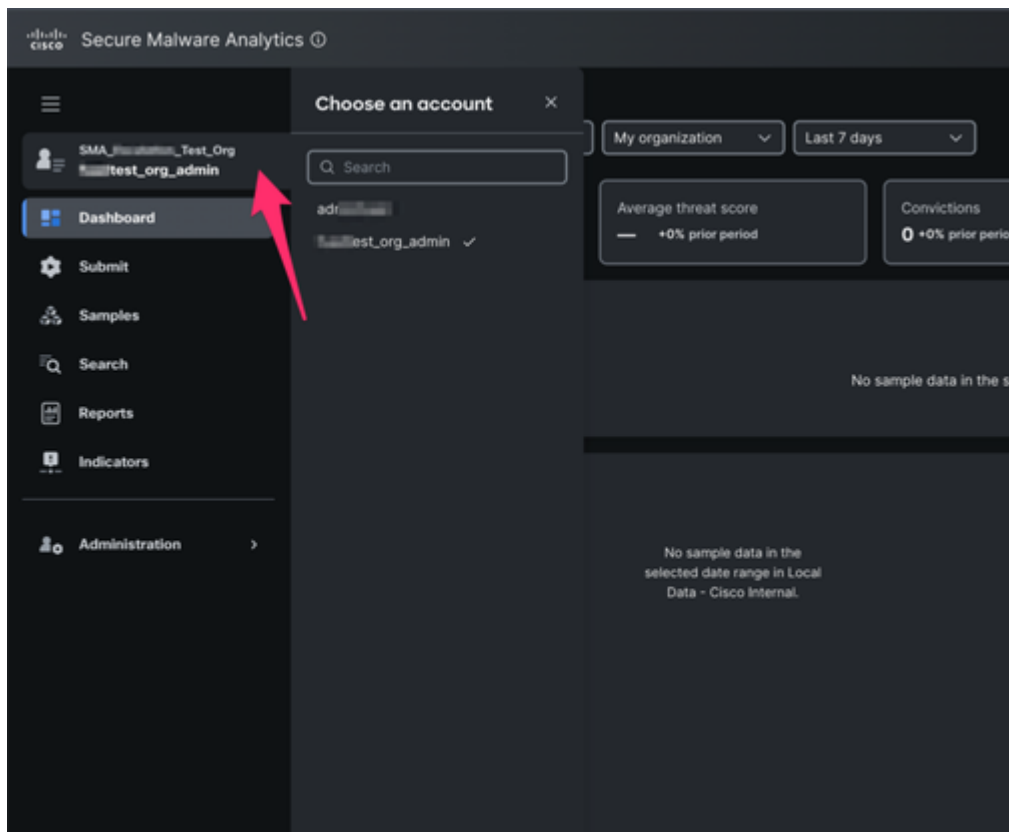 CISCO
Secure Malware Analytics
Choose an account
SMA_ _Test_Org
test_org_admin
Search
My organization
Last 7 days
adr
est_org_admin
Dashboard
Average threat score
— +0% prior period
Convictions
0 +0% prior perio
Submit
Samples
Search
No sample data in the s
Reports
Indicators
Administration
No sample data in the
selected date range in Local
Data - Cisco Internal.